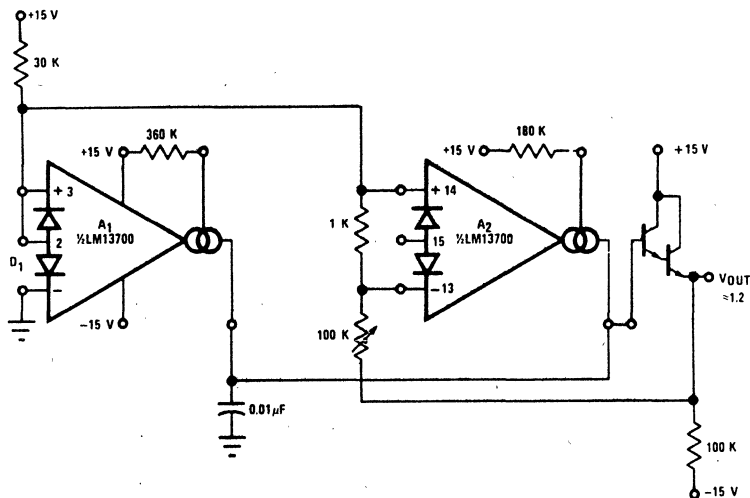 +15 V
30 K
360 K
+15 V
+ 3
A1
½LM13700
2
D1
−
−15 V
0.01µF
180 K
+15 V
+ 14
A2
½LM13700
1 K
15
−13
100 K
+15 V
VOUT
≈1.2
100 K
−15 V